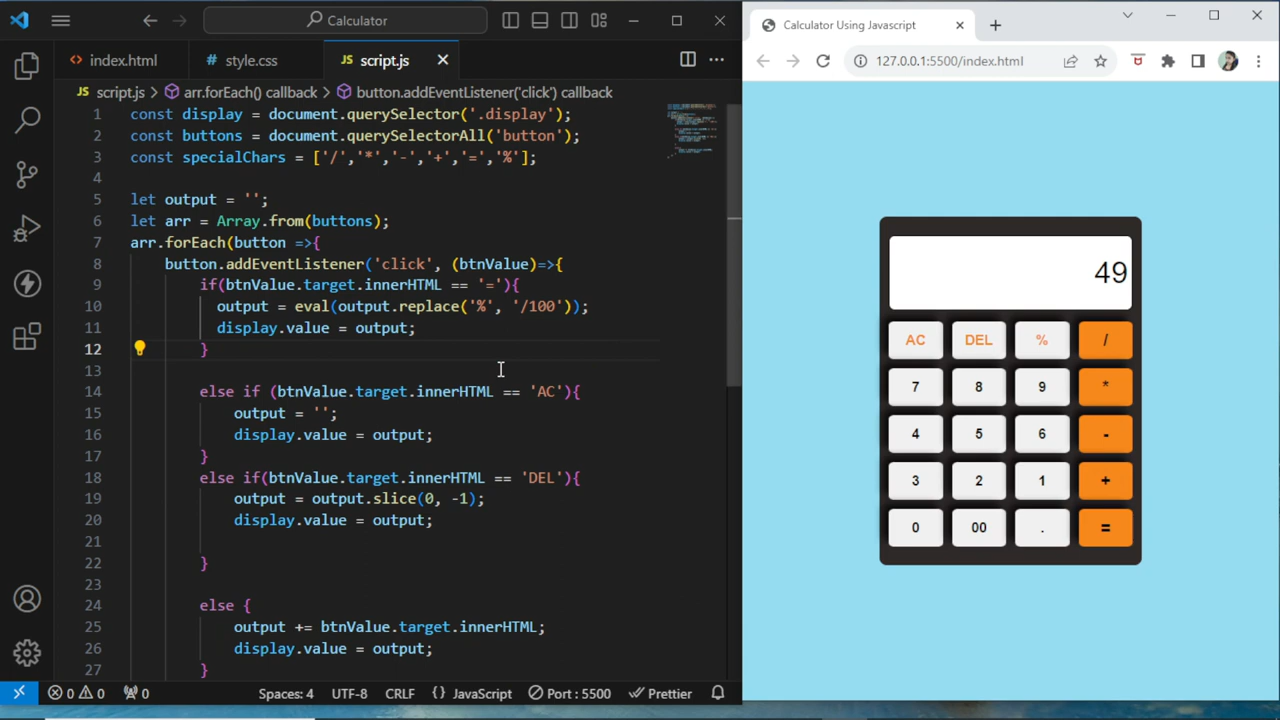 Calculator
index.html
# style.css
JS script.js
JS script.js > arr.forEach() callback > button.addEventListener('click') callback
1 const display = document.querySelector('.display');
2 const buttons = document.querySelectorAll('button');
3 const specialChars = ['/','*','-','+','=','%'];
4
5 let output = '';
6 let arr = Array.from(buttons);
7 arr.forEach(button =>{
8 button.addEventListener('click', (btnValue)=>{
9 if(btnValue.target.innerHTML == '='){
10 output = eval(output.replace('%', '/100'));
11 display.value = output;
12 }
13
14 else if (btnValue.target.innerHTML == 'AC'){
15 output = '';
16 display.value = output;
17 }
18 else if(btnValue.target.innerHTML == 'DEL'){
19 output = output.slice(0, -1);
20 display.value = output;
21
22 }
23
24 else {
25 output += btnValue.target.innerHTML;
26 display.value = output;
27 }
0 0 0
Spaces: 4
UTF-8
CRLF
{} JavaScript
Port : 5500
Prettier
Calculator Using Javascript
127.0.0.1:5500/index.html
49
AC DEL % /
7 8 9 *
4 5 6 -
3 2 1 +
0 00 . =